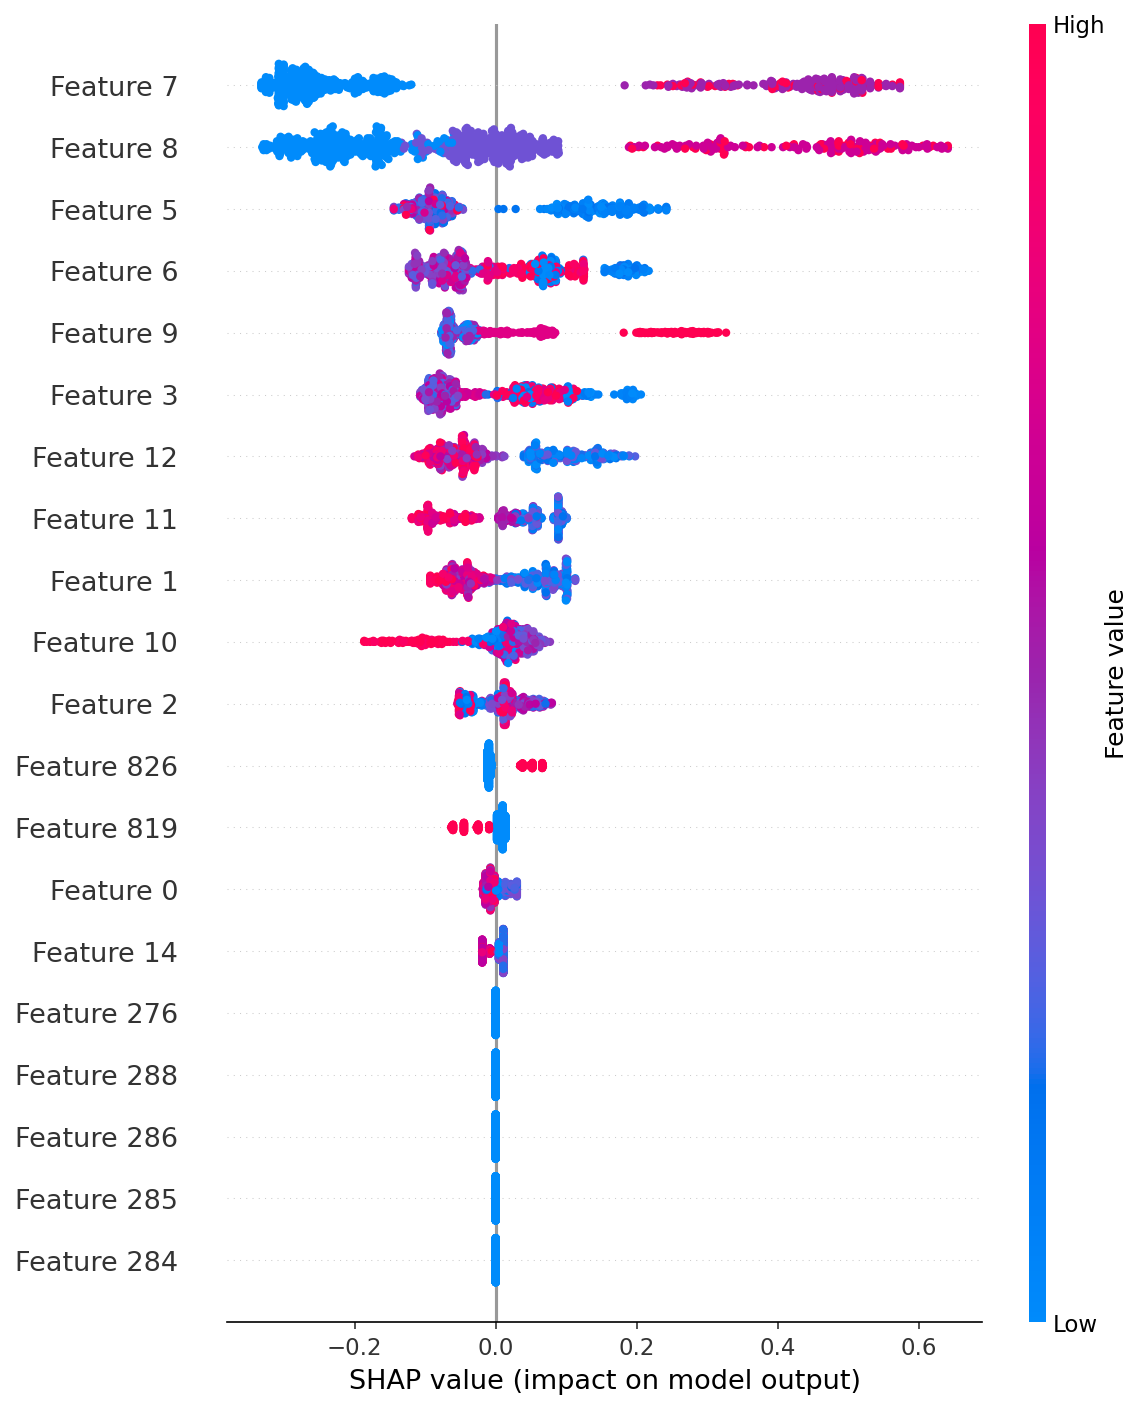 High
Feature 7
Feature 8
Feature 5
Feature 6
Feature 9
Feature 3
Feature 12
Feature 11
Feature 1
Feature 10
Feature 2
Feature 826
Feature 819
Feature 0
Feature 14
Feature 276
Feature 288
Feature 286
Feature 285
Feature 284
Feature value
Low
−0.2 0.0 0.2 0.4 0.6
SHAP value (impact on model output)